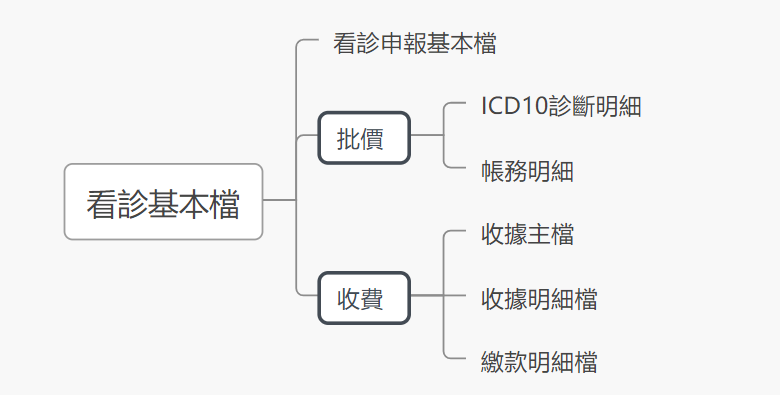 看診基本檔
看診申報基本檔
批價
ICD10診斷明細
帳務明細
收費
收據主檔
收據明細檔
繳款明細檔